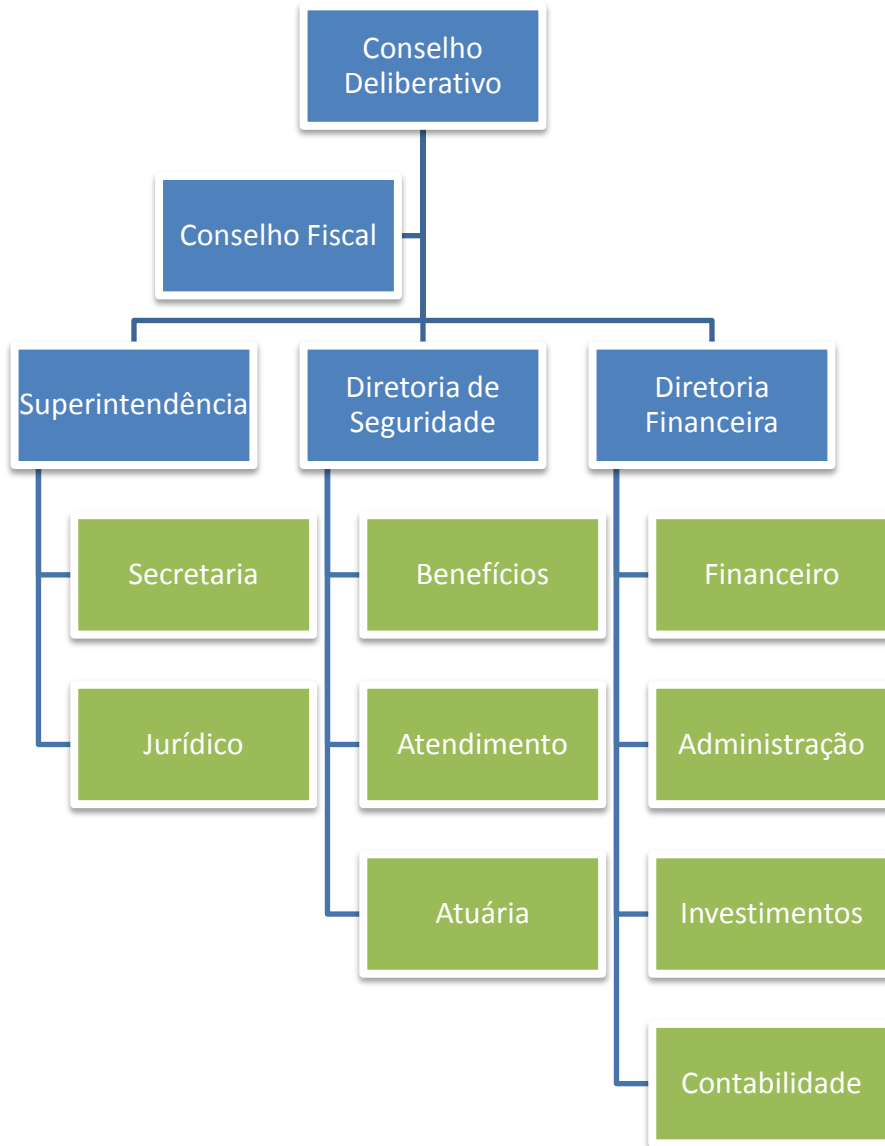 Conselho
Deliberativo
Conselho Fiscal
Superintendência
Diretoria de
Seguridade
Diretoria
Financeira
Secretaria
Benefícios
Financeiro
Jurídico
Atendimento
Administração
Atuária
Investimentos
Contabilidade